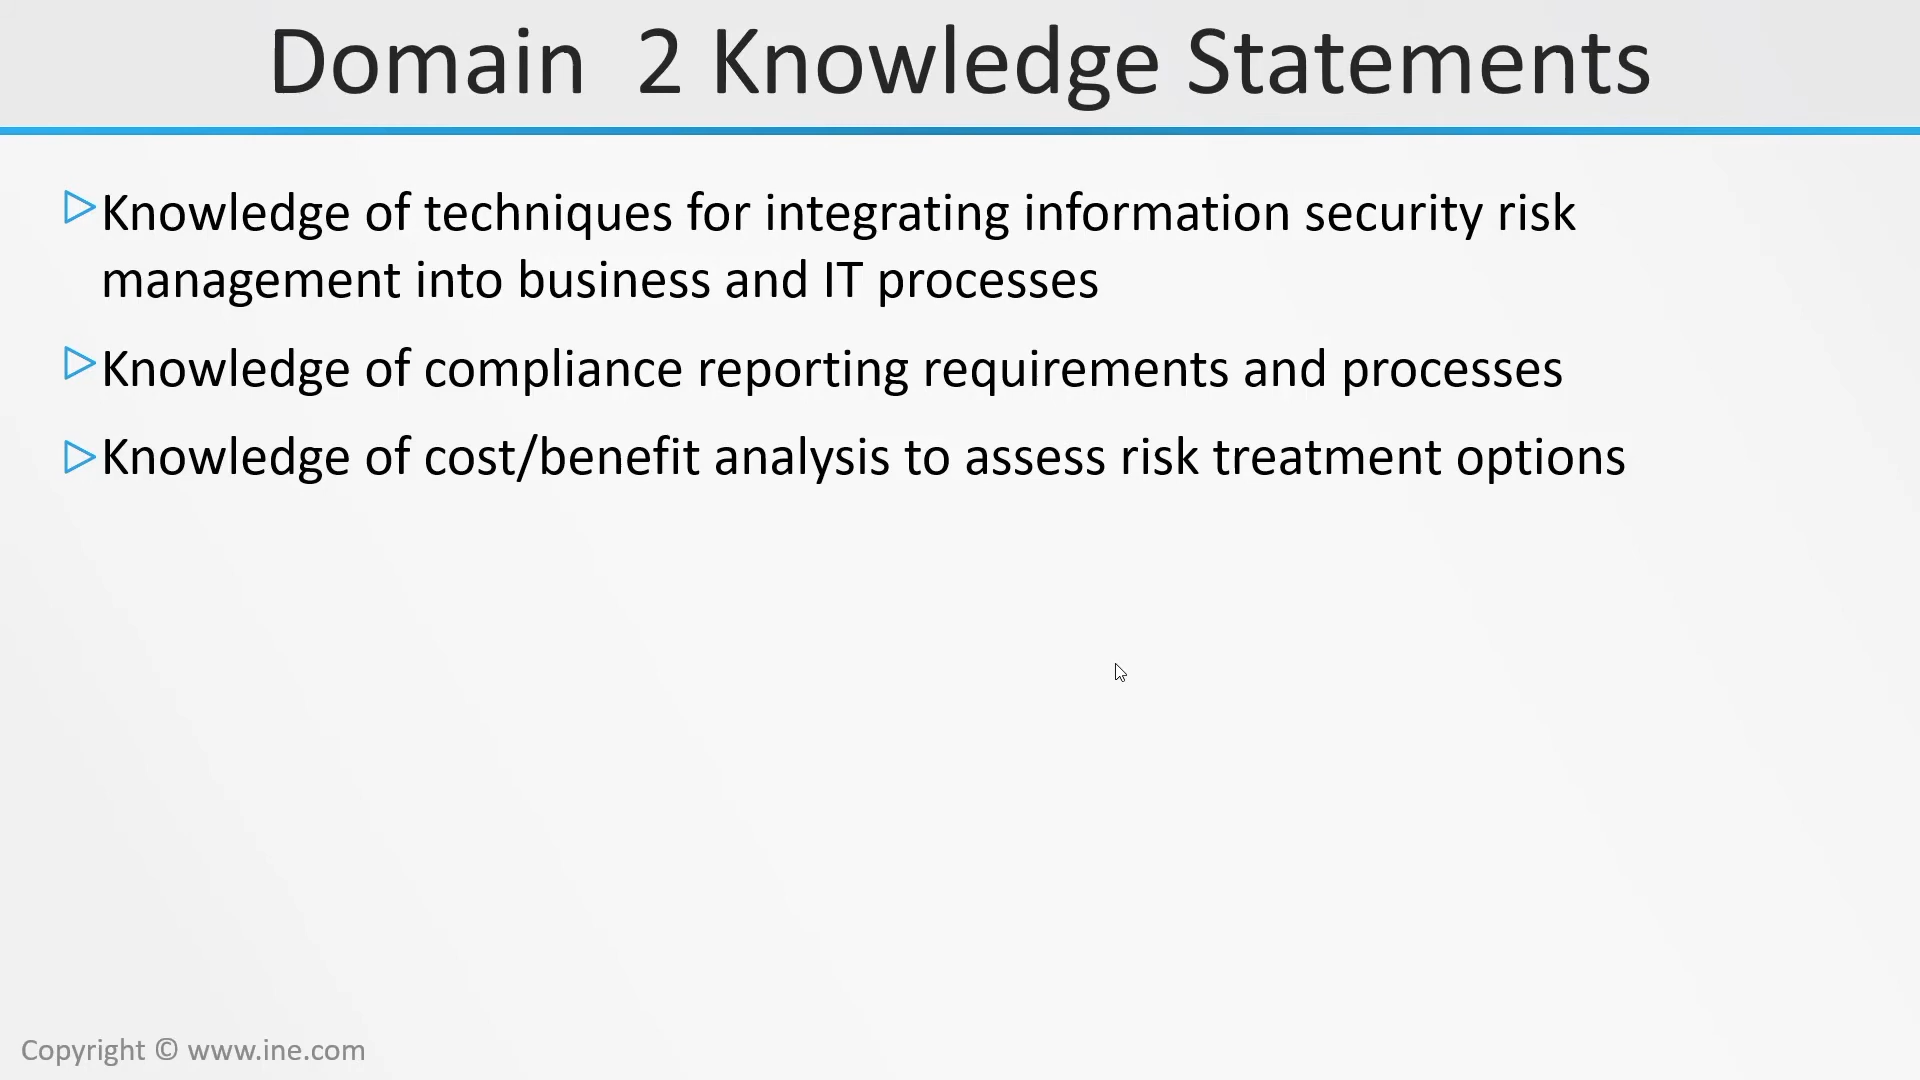 Domain  2 Knowledge Statements
Knowledge of techniques for integrating information security risk
management into business and IT processes
Knowledge of compliance reporting requirements and processes
Knowledge of cost/benefit analysis to assess risk treatment options
Copyright © www.ine.com